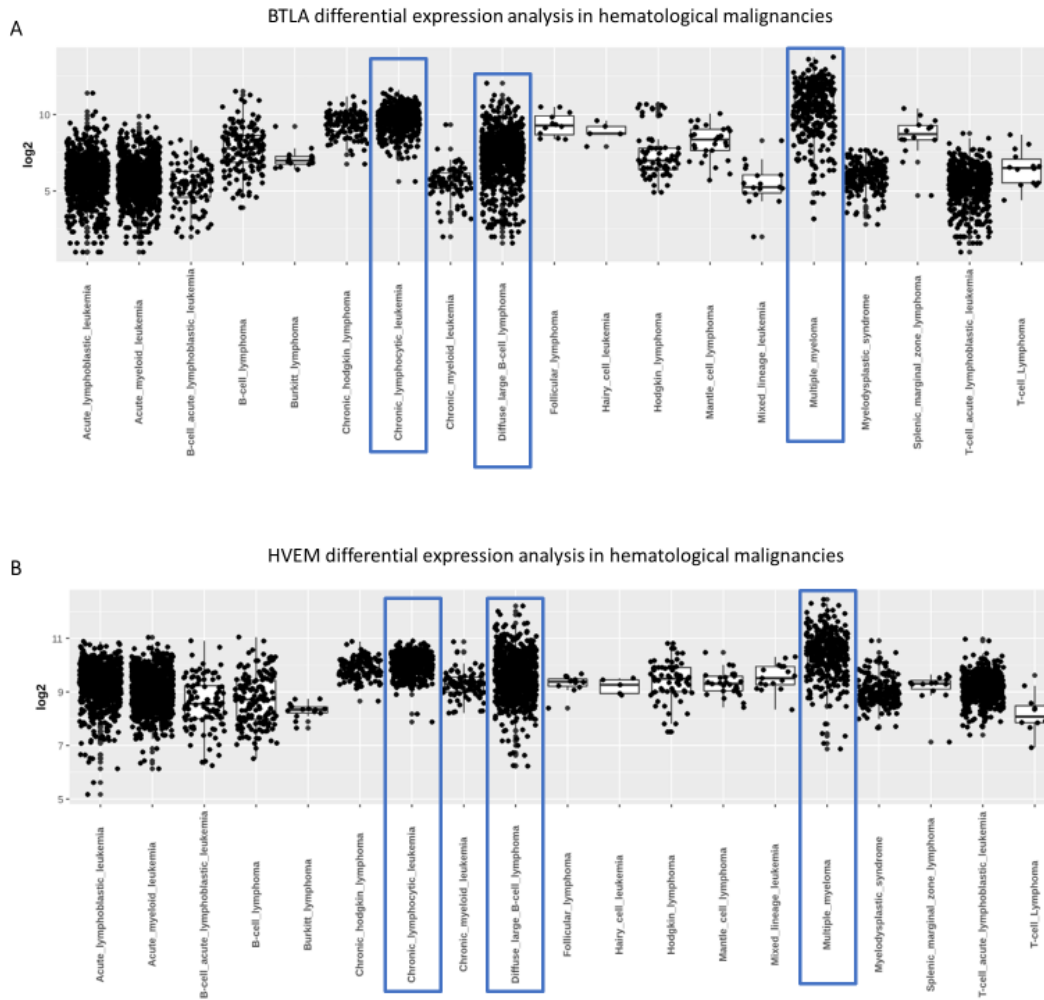 BTLA differential expression analysis in hematological malignancies
A
10
5
log2
Acute_lymphoblastic_leukemia
Acute_myeloid_leukemia
B-cell_acute_lymphoblastic_leukemia
B-cell_lymphoma
Burkitt_lymphoma
Chronic_hodgkin_lymphoma
Chronic_lymphocytic_leukemia
Chronic_myeloid_leukemia
Diffuse_large_B-cell_lymphoma
Follicular_lymphoma
Hairy_cell_leukemia
Hodgkin_lymphoma
Mantle_cell_lymphoma
Mixed_lineage_leukemia
Multiple_myeloma
Myelodysplastic_syndrome
Splenic_marginal_zone_lymphoma
T-cell_acute_lymphoblastic_leukemia
T-cell_Lymphoma
HVEM differential expression analysis in hematological malignancies
B
11
9
7
5
log2
Acute_lymphoblastic_leukemia
Acute_myeloid_leukemia
B-cell_acute_lymphoblastic_leukemia
B-cell_lymphoma
Burkitt_lymphoma
Chronic_hodgkin_lymphoma
Chronic_lymphocytic_leukemia
Chronic_myeloid_leukemia
Diffuse_large_B-cell_lymphoma
Follicular_lymphoma
Hairy_cell_leukemia
Hodgkin_lymphoma
Mantle_cell_lymphoma
Mixed_lineage_leukemia
Multiple_myeloma
Myelodysplastic_syndrome
Splenic_marginal_zone_lymphoma
T-cell_acute_lymphoblastic_leukemia
T-cell_Lymphoma